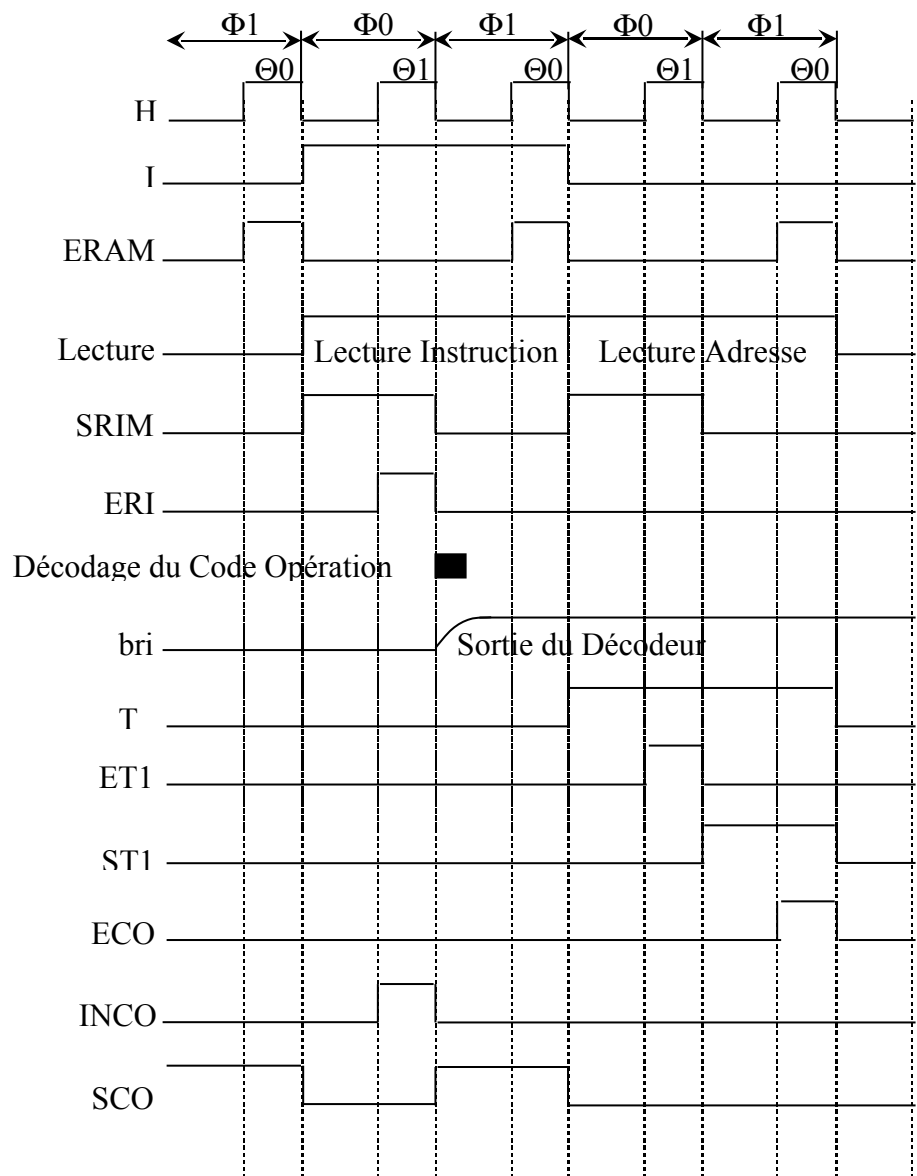 Φ1 Φ0 Φ1 Φ0 Φ1
Θ0 Θ1 Θ0 Θ1 Θ0
H
I
ERAM
Lecture Lecture Instruction Lecture Adresse
SRIM
ERI
Décodage du Code Opération
bri Sortie du Décodeur
T
ET1
ST1
ECO
INCO
SCO